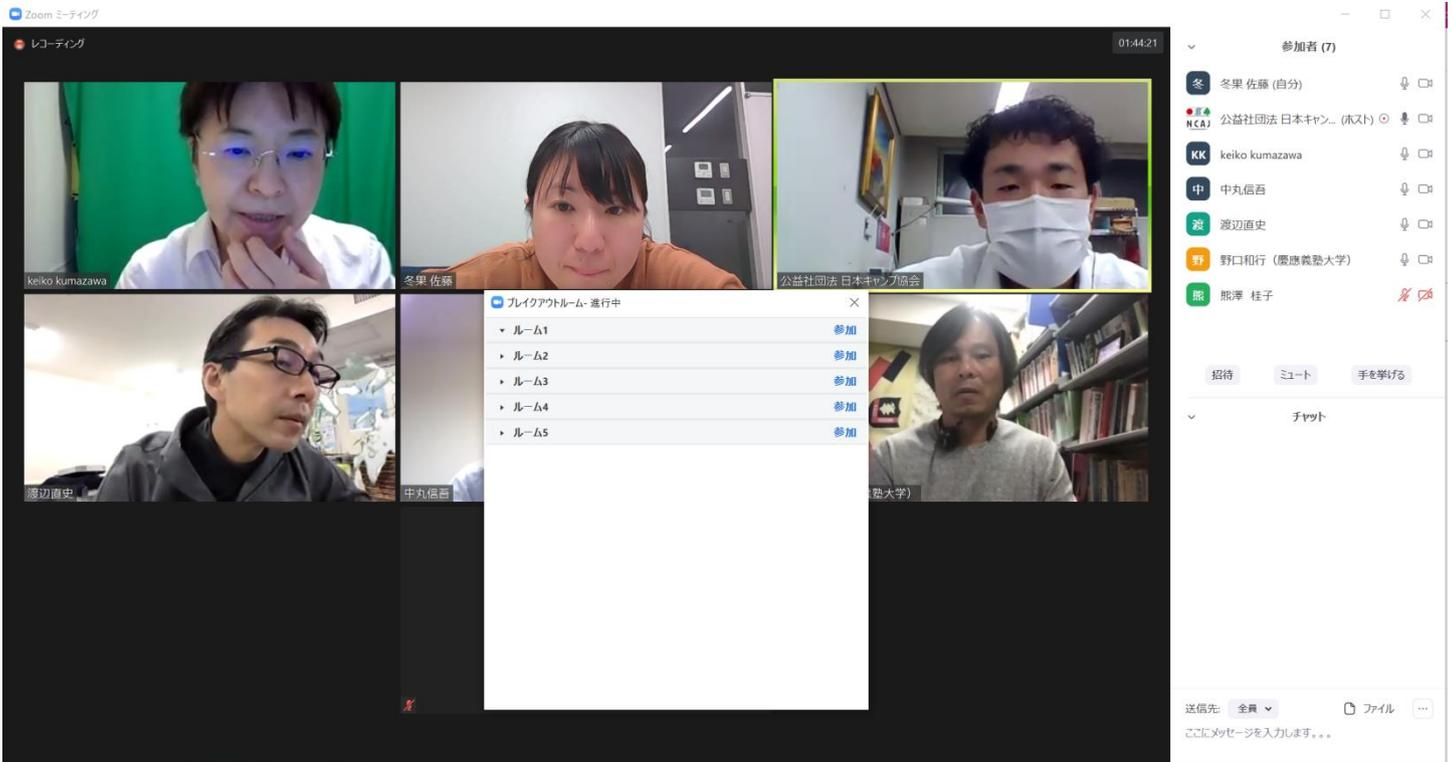 Zoom ミーティング
レコーディング
01:44:21
keiko kumazawa
冬果 佐藤
公益社団法 日本キャンプ協会
渡辺直史
中丸信吾
塾大学)
ブレイクアウトルーム- 進行中
ルーム1 参加
ルーム2 参加
ルーム3 参加
ルーム4 参加
ルーム5 参加
参加者 (7)
冬 冬果 佐藤 (自分)
NCAJ 公益社団法 日本キャン... (ホスト)
KK keiko kumazawa
中 中丸信吾
渡 渡辺直史
野 野口和行（慶應義塾大学）
熊 熊澤 桂子
招待 ミュート 手を挙げる
チャット
送信先: 全員 ファイル ...
ここにメッセージを入力します。。。